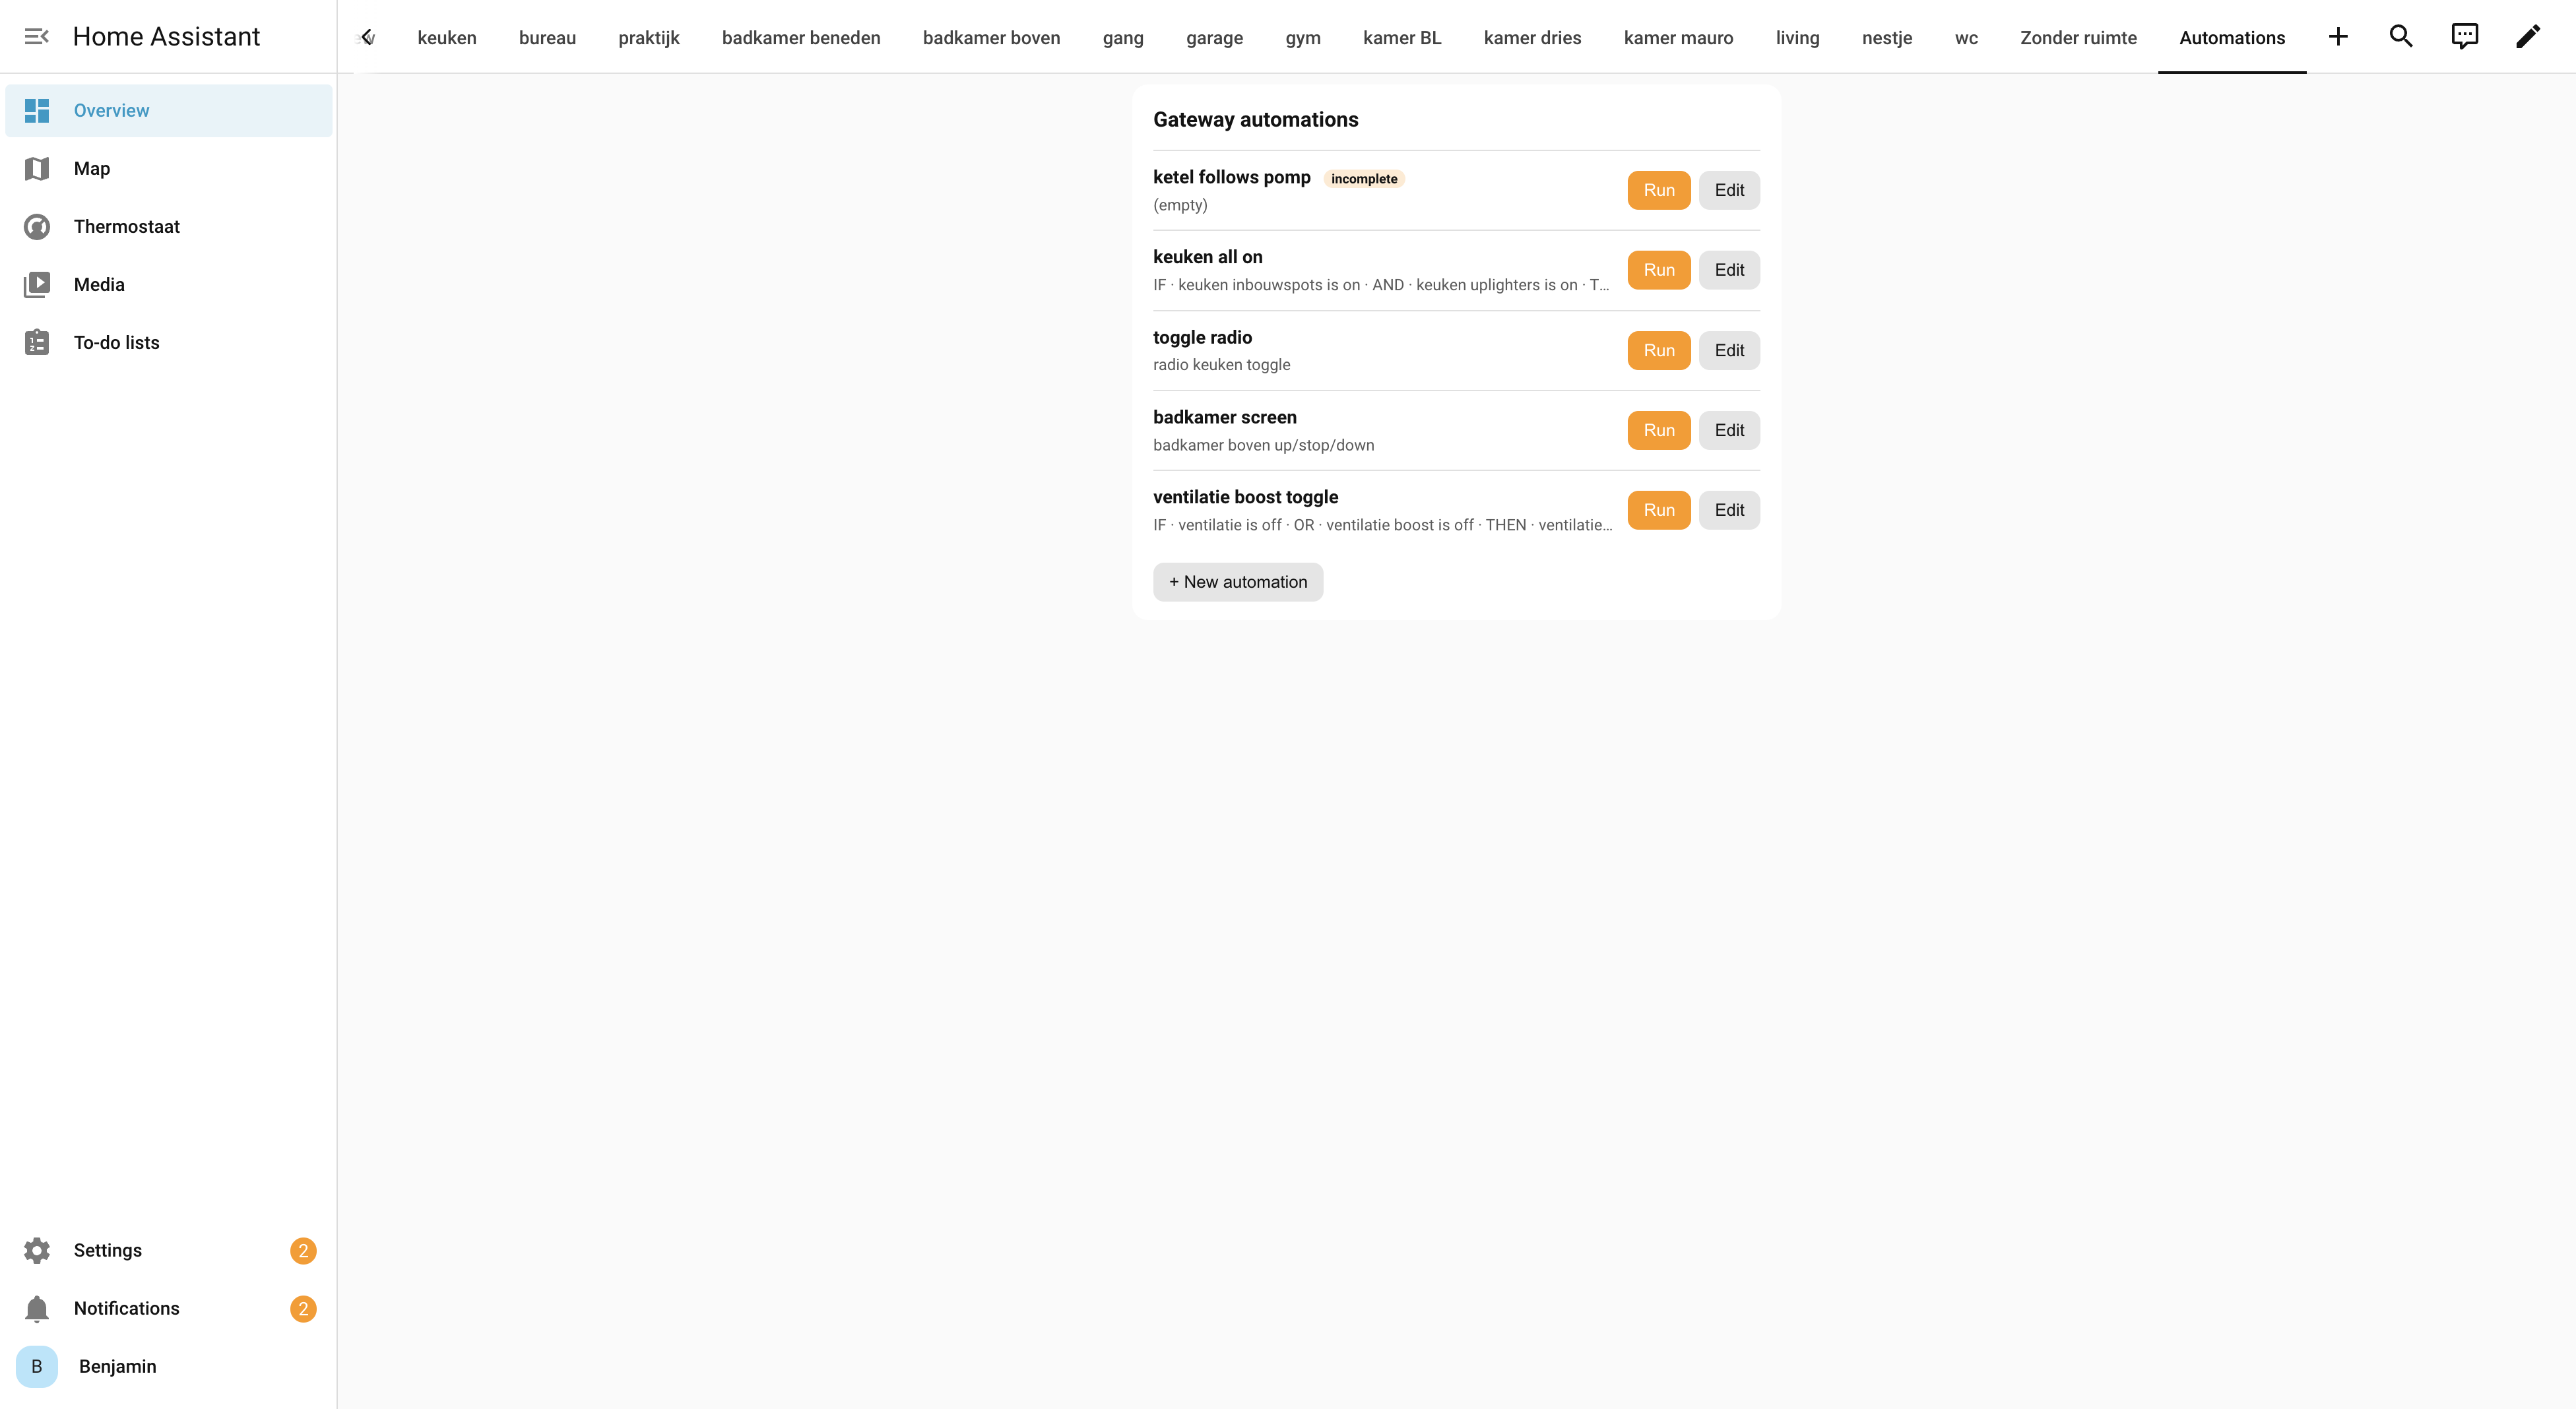 Home Assistant
keuken bureau praktijk badkamer beneden badkamer boven gang garage gym kamer BL kamer dries kamer mauro living nestje wc Zonder ruimte Automations
Overview
Map
Thermostaat
Media
To-do lists
Gateway automations
ketel follows pomp incomplete
(empty)
Run Edit
keuken all on
IF · keuken inbouwspots is on · AND · keuken uplighters is on · T...
Run Edit
toggle radio
radio keuken toggle
Run Edit
badkamer screen
badkamer boven up/stop/down
Run Edit
ventilatie boost toggle
IF · ventilatie is off · OR · ventilatie boost is off · THEN · ventilatie...
Run Edit
+ New automation
Settings 2
Notifications 2
B Benjamin